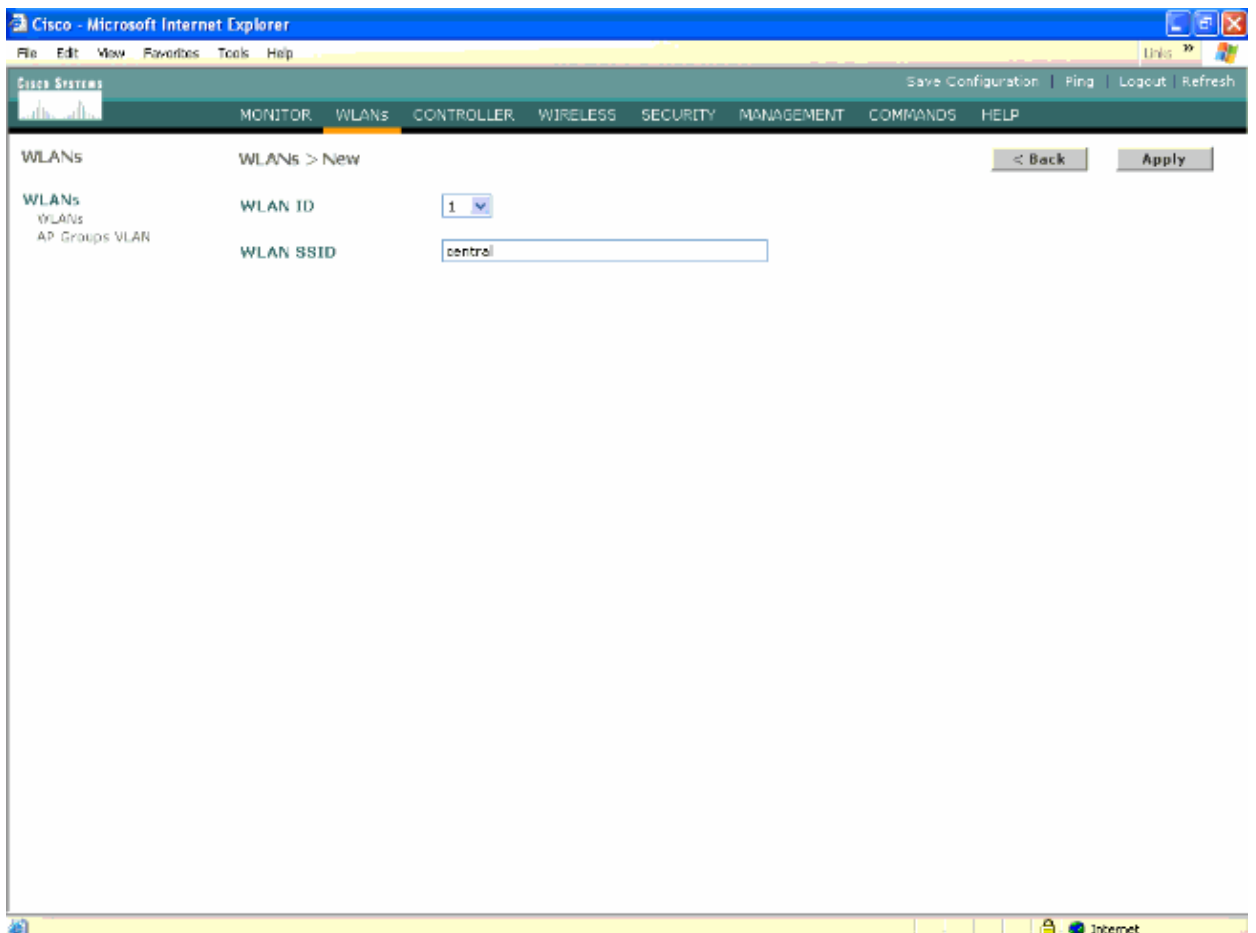 Cisco - Microsoft Internet Explorer
File Edit View Favorites Tools Help Links »
CISCO SYSTEMS
Save Configuration | Ping | Logout | Refresh
MONITOR WLANs CONTROLLER WIRELESS SECURITY MANAGEMENT COMMANDS HELP
WLANs
WLANs > New
< Back Apply
WLANs
WLANs
AP Groups VLAN
WLAN ID 1
WLAN SSID central
Internet